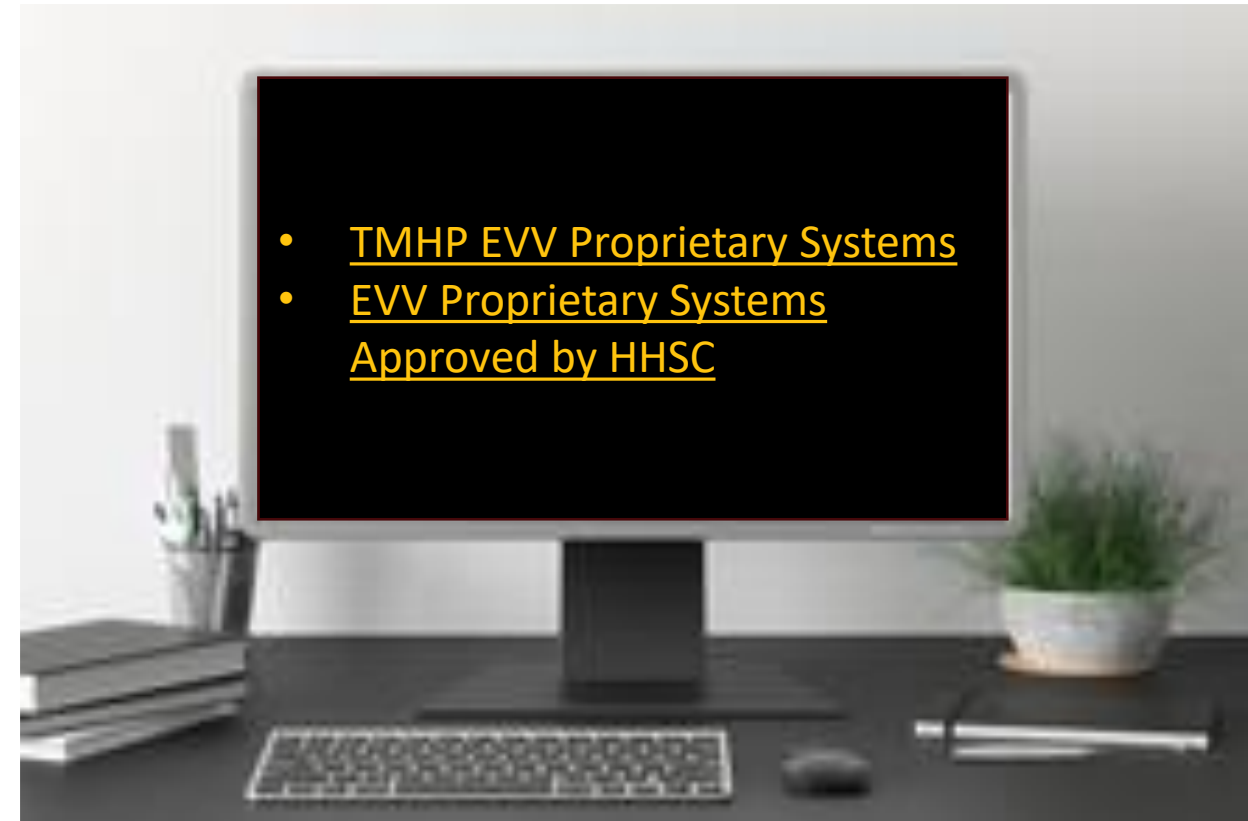 • TMHP EVV Proprietary Systems
• EVV Proprietary Systems
Approved by HHSC